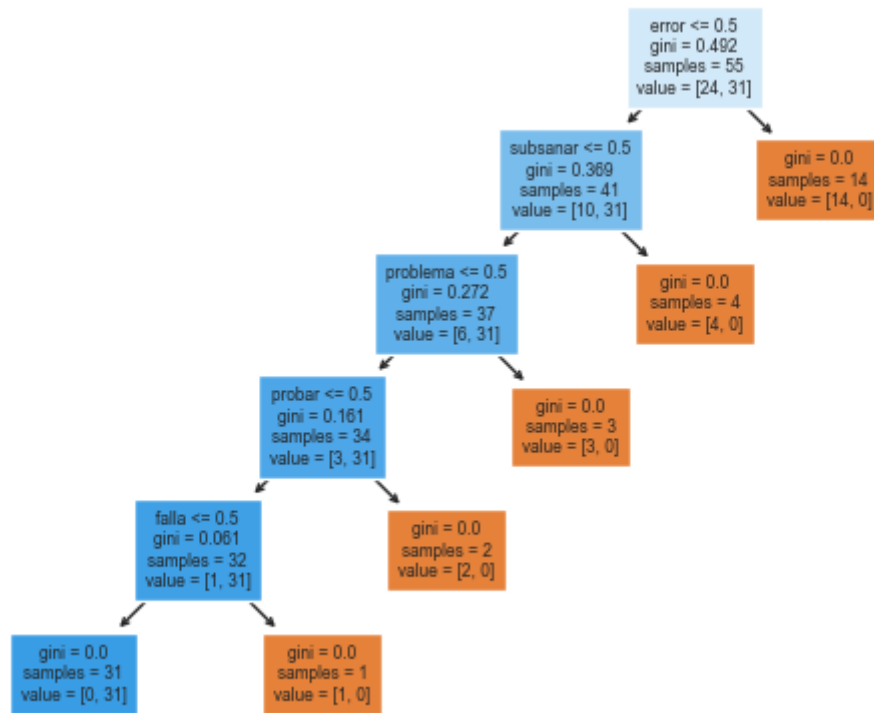 error <= 0.5
gini = 0.492
samples = 55
value = [24, 31]
subsanar <= 0.5
gini = 0.369
samples = 41
value = [10, 31]
gini = 0.0
samples = 14
value = [14, 0]
problema <= 0.5
gini = 0.272
samples = 37
value = [6, 31]
gini = 0.0
samples = 4
value = [4, 0]
probar <= 0.5
gini = 0.161
samples = 34
value = [3, 31]
gini = 0.0
samples = 3
value = [3, 0]
falla <= 0.5
gini = 0.061
samples = 32
value = [1, 31]
gini = 0.0
samples = 2
value = [2, 0]
gini = 0.0
samples = 31
value = [0, 31]
gini = 0.0
samples = 1
value = [1, 0]